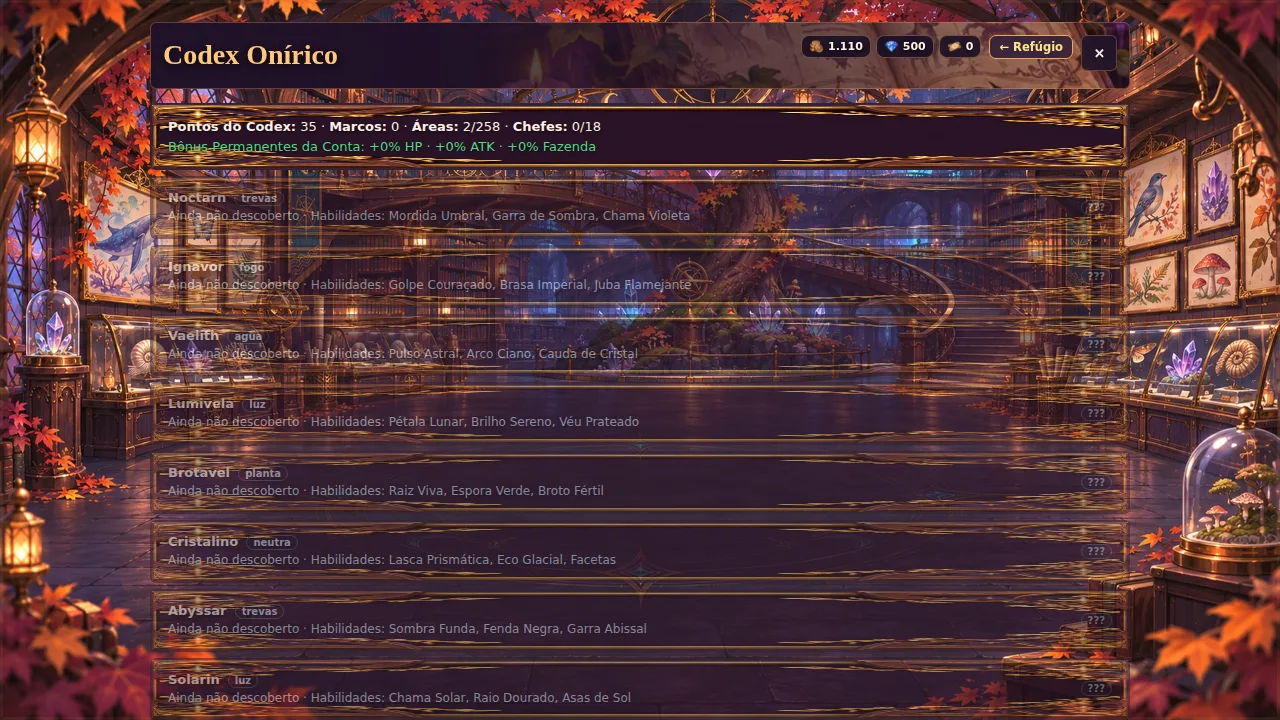 Codex Onírico
1.110
500
0
← Refúgio
×
Pontos do Codex: 35 · Marcos: 0 · Áreas: 2/258 · Chefes: 0/18
Bônus Permanentes da Conta: +0% HP · +0% ATK · +0% Fazenda
Noctarn trevas
Ainda não descoberto · Habilidades: Mordida Umbral, Garra de Sombra, Chama Violeta
???
Ignavor fogo
Ainda não descoberto · Habilidades: Golpe Couraçado, Brasa Imperial, Juba Flamejante
???
Vaelith agua
Ainda não descoberto · Habilidades: Pulso Astral, Arco Ciano, Cauda de Cristal
???
Lumivela luz
Ainda não descoberto · Habilidades: Pétala Lunar, Brilho Sereno, Véu Prateado
???
Brotavel planta
Ainda não descoberto · Habilidades: Raiz Viva, Espora Verde, Broto Fértil
???
Cristalino neutra
Ainda não descoberto · Habilidades: Lasca Prismática, Eco Glacial, Facetas
???
Abyssar trevas
Ainda não descoberto · Habilidades: Sombra Funda, Fenda Negra, Garra Abissal
???
Solarin luz
Ainda não descoberto · Habilidades: Chama Solar, Raio Dourado, Asas de Sol
???